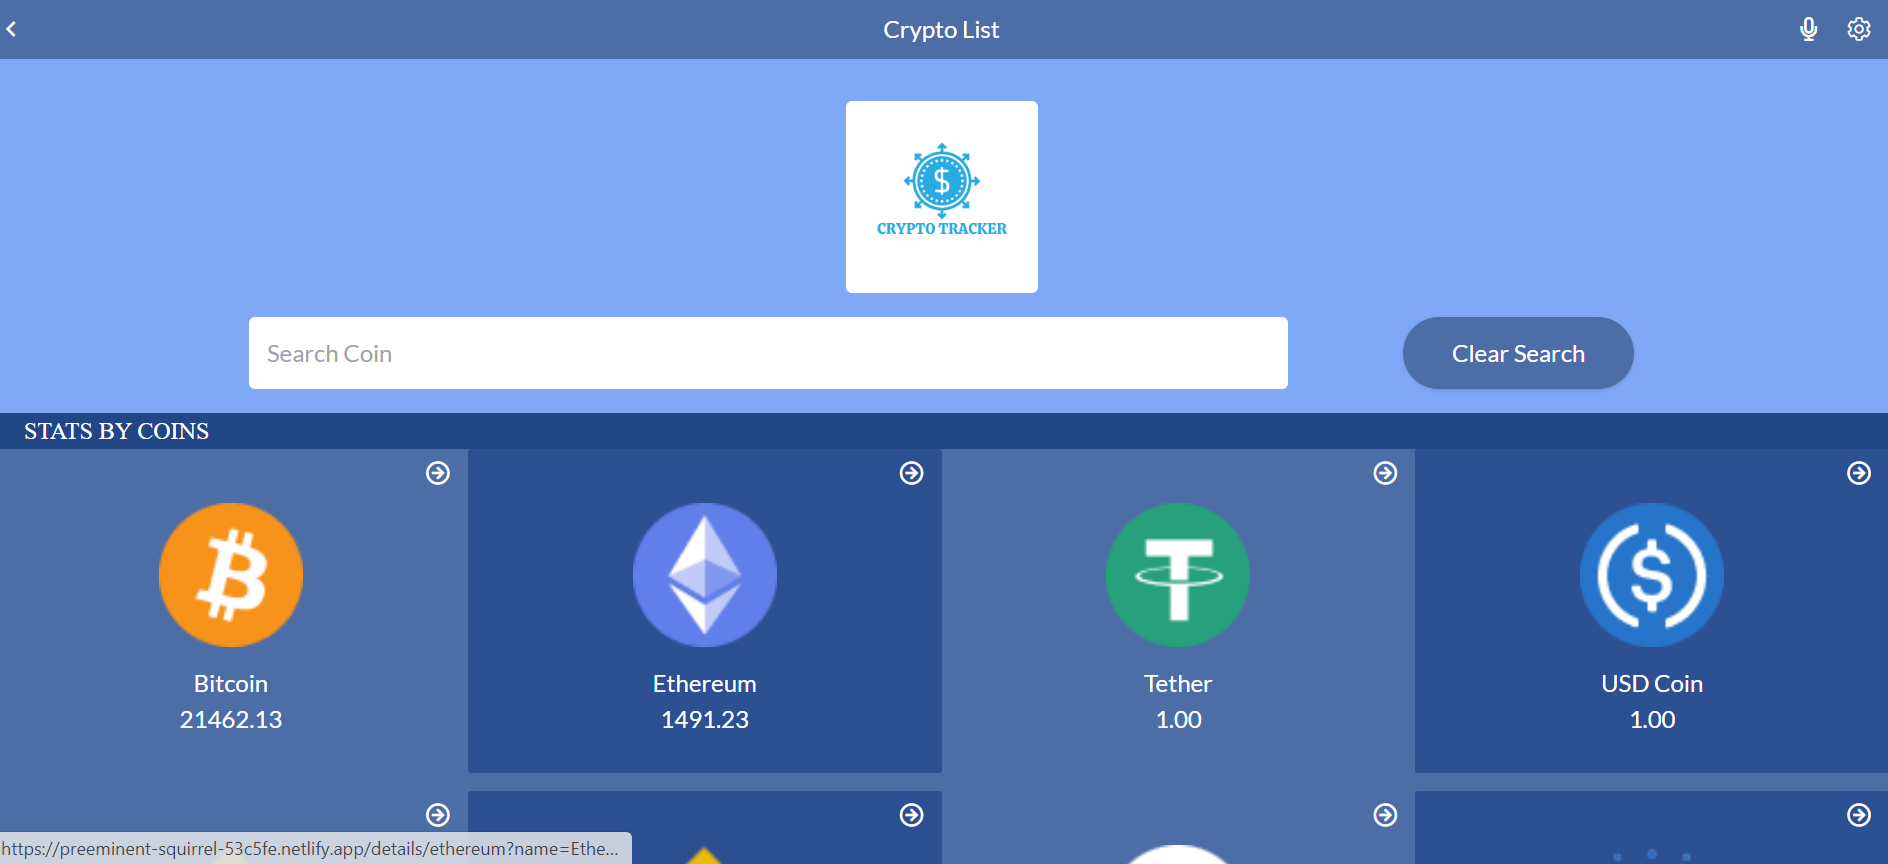 Crypto List
$
CRYPTO TRACKER
Search Coin
Clear Search
STATS BY COINS
Bitcoin
21462.13
Ethereum
1491.23
Tether
1.00
USD Coin
1.00
https://preeminent-squirrel-53c5fe.netlify.app/details/ethereum?name=Ethe...